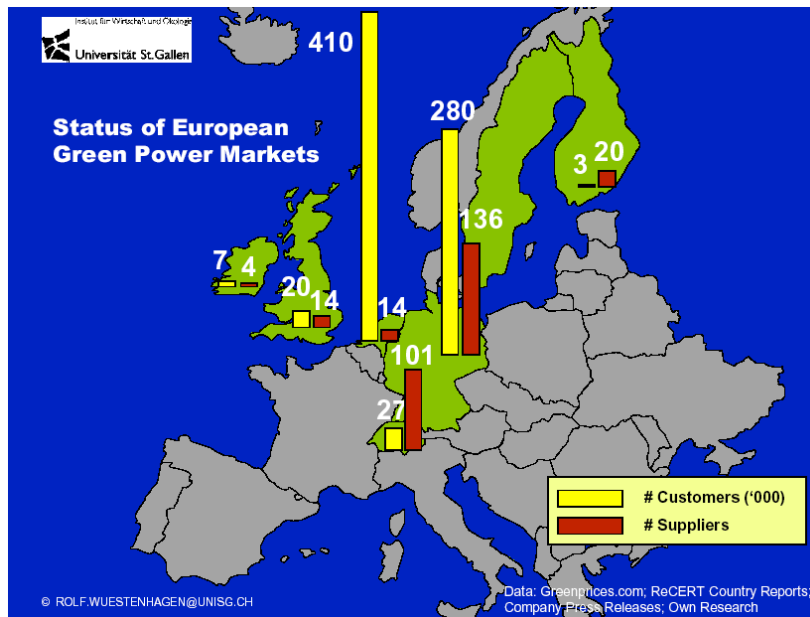 Institut für Wirtschaft und Ökologie
Universität St.Gallen
Status of European
Green Power Markets
410
280
3
20
136
7
4
20
14
14
101
27
# Customers ('000)
# Suppliers
© ROLF.WUESTENHAGEN@UNISG.CH
Data: Greenprices.com; ReCERT Country Reports;
Company Press Releases; Own Research